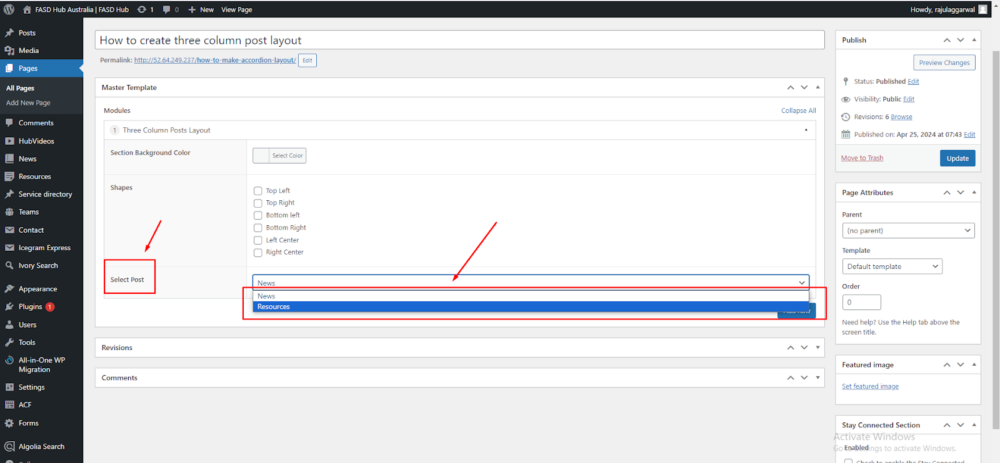 FASD Hub Australia | FASD Hub
1
0
New
View Page
Howdy, rajulaggarwal
Posts
Media
Pages
All Pages
Add New Page
Comments
HubVideos
News
Resources
Service directory
Teams
Contact
Icegram Express
Ivory Search
Appearance
Plugins 1
Users
Tools
All-in-One WP
Migration
Settings
ACF
Forms
Algolia Search
How to create three column post layout
Permalink: http://52.64.249.237/how-to-make-accordion-layout/ Edit
Master Template
Modules
Collapse All
1 Three Column Posts Layout
Section Background Color
Select Color
Shapes
Top Left
Top Right
Bottom left
Bottom Right
Left Center
Right Center
Select Post
News
News
Resources
Add Row
Revisions
Comments
Publish
Preview Changes
Status: Published Edit
Visibility: Public Edit
Revisions: 6 Browse
Published on: Apr 25, 2024 at 07:43 Edit
Move to Trash
Update
Page Attributes
Parent
(no parent)
Template
Default template
Order
0
Need help? Use the Help tab above the
screen title.
Featured image
Set featured image
Stay Connected Section
Activate Windows
Enabled
Go to Settings to activate Windows.
Check to enable the Stay Connected